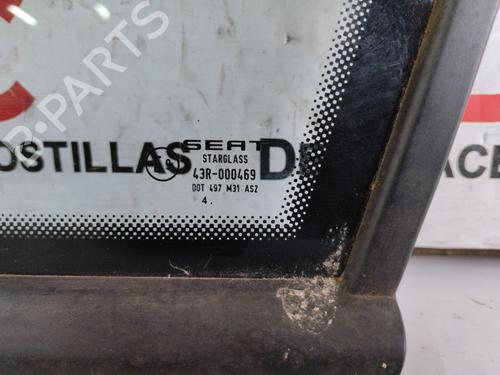 B-PARTS
OSTILLAS DE
ACE
SEAT
STARGLASS
43R-000469
DOT 497 M31 AS2
4.